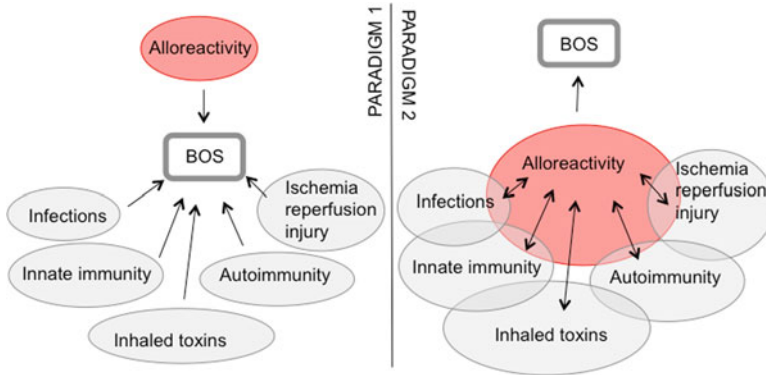 PARADIGM 1
Alloreactivity
BOS
Infections
Ischemia
reperfusion
injury
Innate immunity
Autoimmunity
Inhaled toxins
PARADIGM 2
BOS
Alloreactivity
Ischemia
reperfusion
injury
Infections
Innate immunity
Autoimmunity
Inhaled toxins